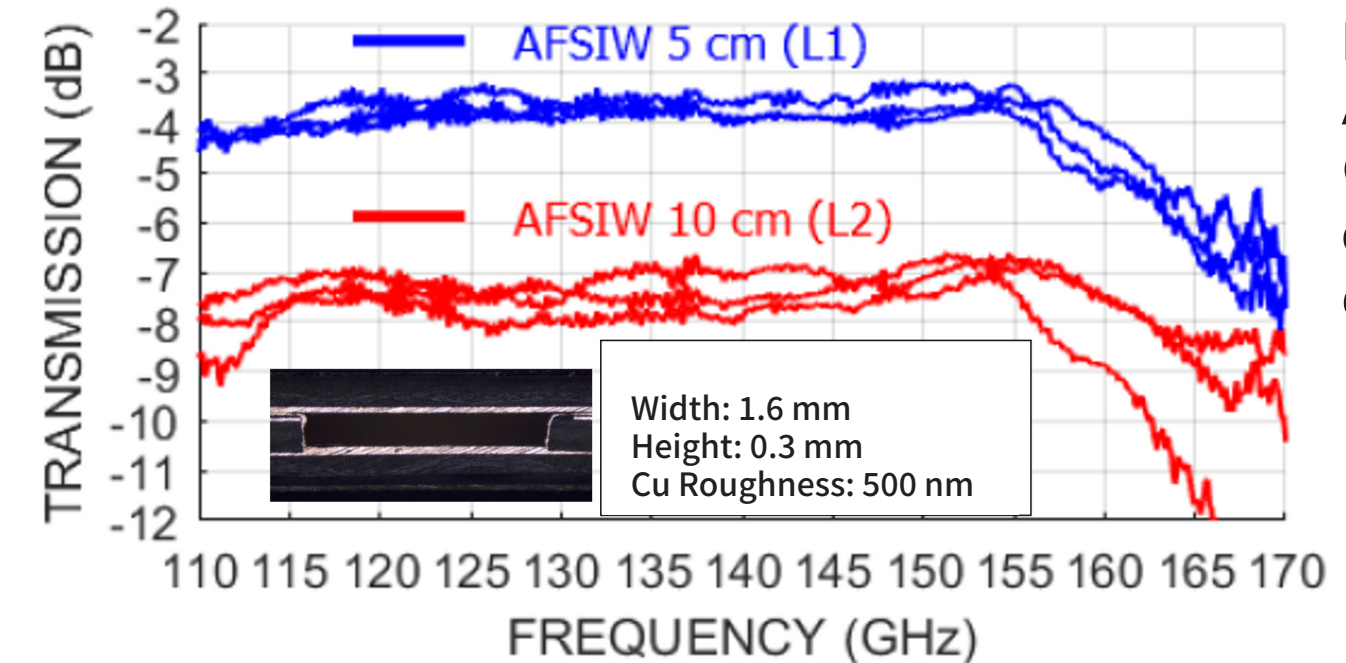 -2
AFSIW 5 cm (L1)
-3
-4
-5
-6
AFSIW 10 cm (L2)
-7
-8
-9
-10
-11
-12
TRANSMISSION (dB)
Width: 1.6 mm
Height: 0.3 mm
Cu Roughness: 500 nm
110 115 120 125 130 135 140 145 150 155 160 165 170
FREQUENCY (GHz)